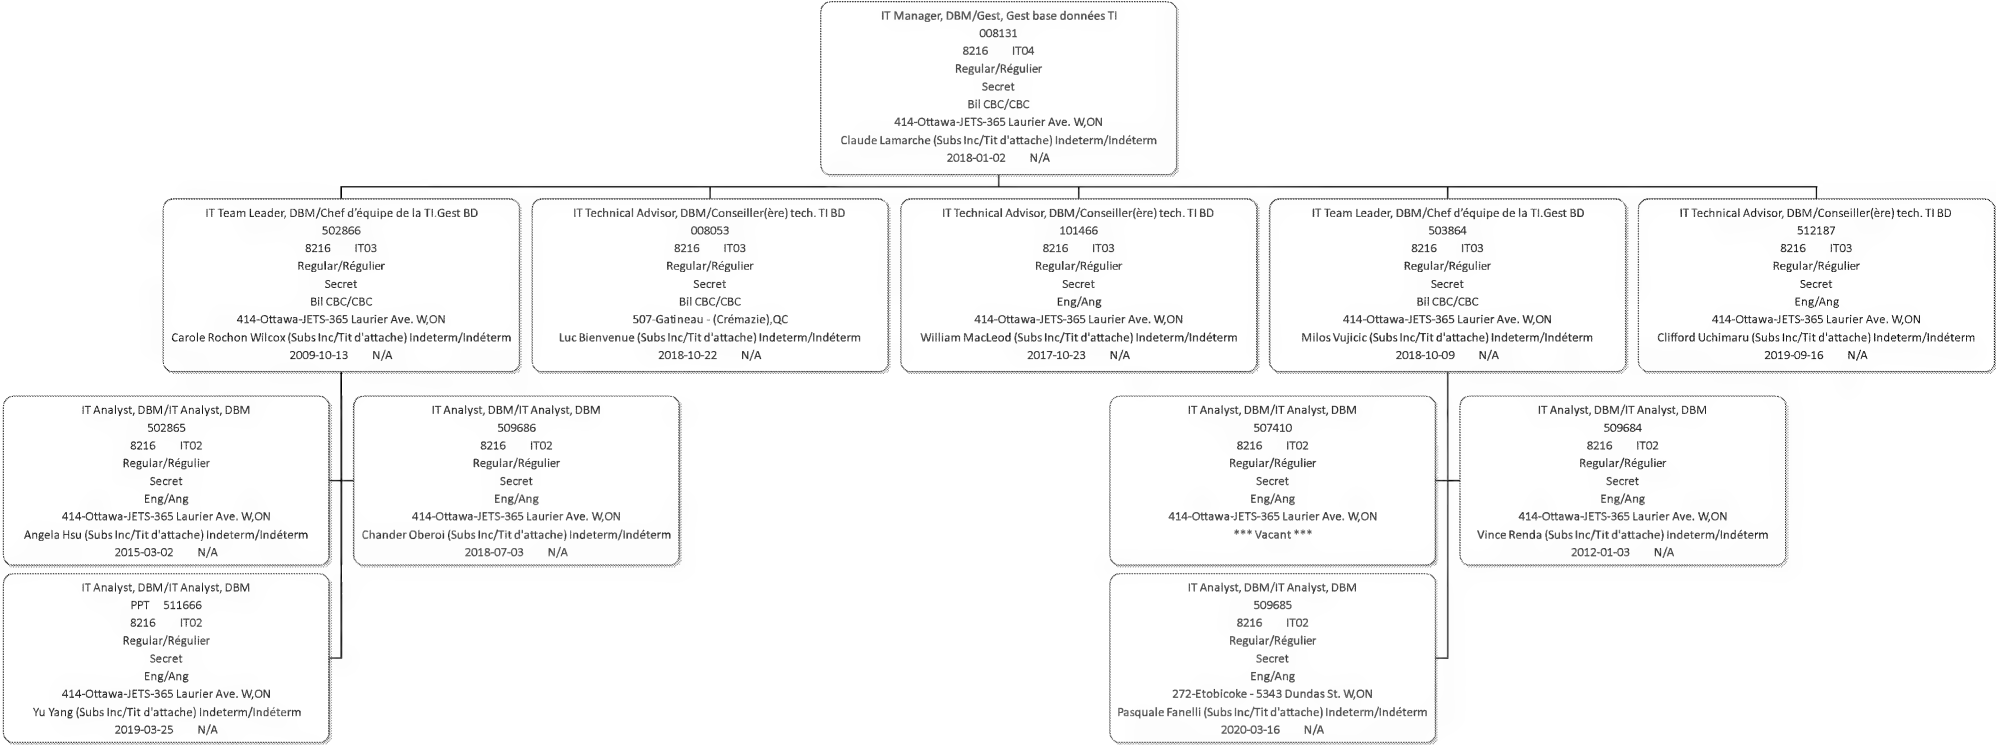 IT Manager, DBM/Gest, Gest base données TI
008131
8216 IT04
Regular/Régulier
Secret
Bil CBC/CBC
414-Ottawa-JETS-365 Laurier Ave. W,ON
Claude Lamarche (Subs Inc/Tit d'attache) Indeterm/Indéterm
2018-01-02 N/A
IT Team Leader, DBM/Chef d'équipe de la TI.Gest BD
502866
8216 IT03
Regular/Régulier
Secret
Bil CBC/CBC
414-Ottawa-JETS-365 Laurier Ave. W,ON
Carole Rochon Wilcox (Subs Inc/Tit d'attache) Indeterm/Indéterm
2009-10-13 N/A
IT Technical Advisor, DBM/Conseiller(ère) tech. TI BD
008053
8216 IT03
Regular/Régulier
Secret
Bil CBC/CBC
507-Gatineau - (Crémazie),QC
Luc Bienvenue (Subs Inc/Tit d'attache) Indeterm/Indéterm
2018-10-22 N/A
IT Technical Advisor, DBM/Conseiller(ère) tech. TI BD
101466
8216 IT03
Regular/Régulier
Secret
Eng/Ang
414-Ottawa-JETS-365 Laurier Ave. W,ON
William MacLeod (Subs Inc/Tit d'attache) Indeterm/Indéterm
2017-10-23 N/A
IT Team Leader, DBM/Chef d'équipe de la TI.Gest BD
503864
8216 IT03
Regular/Régulier
Secret
Bil CBC/CBC
414-Ottawa-JETS-365 Laurier Ave. W,ON
Milos Vujicic (Subs Inc/Tit d'attache) Indeterm/Indéterm
2018-10-09 N/A
IT Technical Advisor, DBM/Conseiller(ère) tech. TI BD
512187
8216 IT03
Regular/Régulier
Secret
Eng/Ang
414-Ottawa-JETS-365 Laurier Ave. W,ON
Clifford Uchimaru (Subs Inc/Tit d'attache) Indeterm/Indéterm
2019-09-16 N/A
IT Analyst, DBM/IT Analyst, DBM
502865
8216 IT02
Regular/Régulier
Secret
Eng/Ang
414-Ottawa-JETS-365 Laurier Ave. W,ON
Angela Hsu (Subs Inc/Tit d'attache) Indeterm/Indéterm
2015-03-02 N/A
IT Analyst, DBM/IT Analyst, DBM
509686
8216 IT02
Regular/Régulier
Secret
Eng/Ang
414-Ottawa-JETS-365 Laurier Ave. W,ON
Chander Oberoi (Subs Inc/Tit d'attache) Indeterm/Indéterm
2018-07-03 N/A
IT Analyst, DBM/IT Analyst, DBM
507410
8216 IT02
Regular/Régulier
Secret
Eng/Ang
414-Ottawa-JETS-365 Laurier Ave. W,ON
*** Vacant ***
IT Analyst, DBM/IT Analyst, DBM
509684
8216 IT02
Regular/Régulier
Secret
Eng/Ang
414-Ottawa-JETS-365 Laurier Ave. W,ON
Vince Renda (Subs Inc/Tit d'attache) Indeterm/Indéterm
2012-01-03 N/A
IT Analyst, DBM/IT Analyst, DBM
PPT 511666
8216 IT02
Regular/Régulier
Secret
Eng/Ang
414-Ottawa-JETS-365 Laurier Ave. W,ON
Yu Yang (Subs Inc/Tit d'attache) Indeterm/Indéterm
2019-03-25 N/A
IT Analyst, DBM/IT Analyst, DBM
509685
8216 IT02
Regular/Régulier
Secret
Eng/Ang
272-Etobicoke - 5343 Dundas St. W,ON
Pasquale Fanelli (Subs Inc/Tit d'attache) Indeterm/Indéterm
2020-03-16 N/A